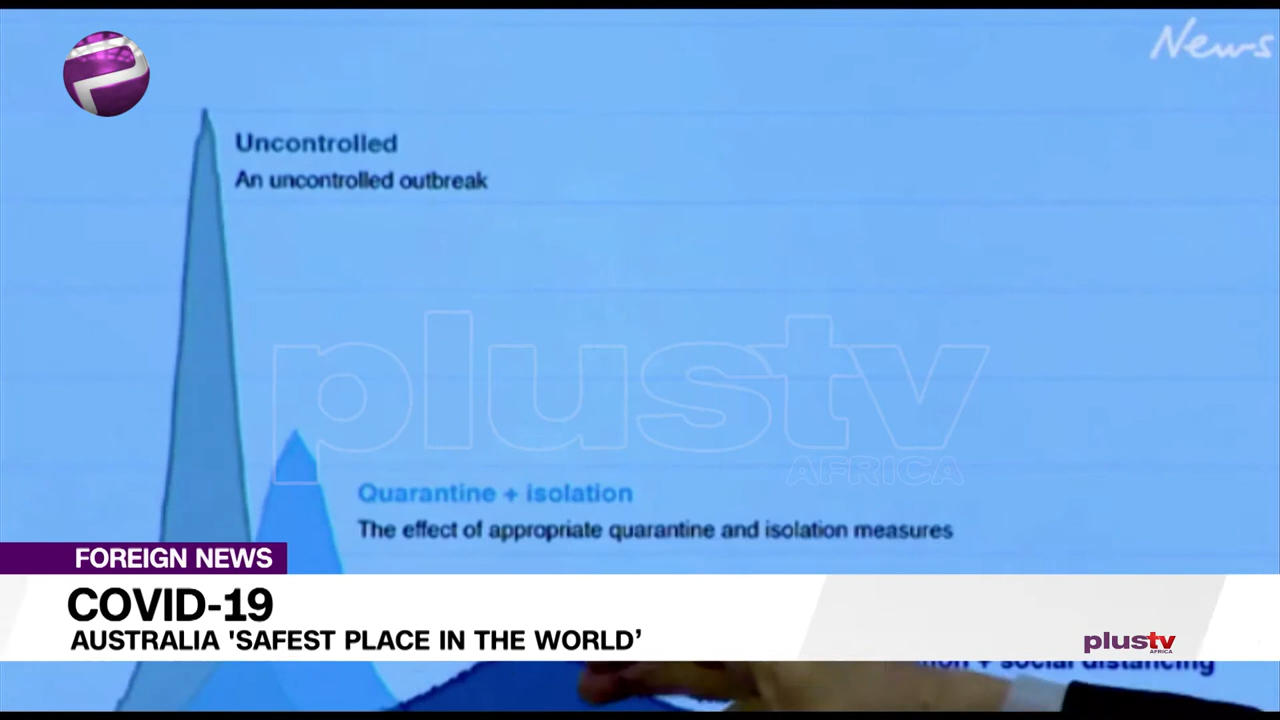 News
Uncontrolled
An uncontrolled outbreak
plustv
AFRICA
Quarantine + isolation
The effect of appropriate quarantine and isolation measures
FOREIGN NEWS
COVID-19
AUSTRALIA 'SAFEST PLACE IN THE WORLD’
plustv
AFRICA
+ social distancing